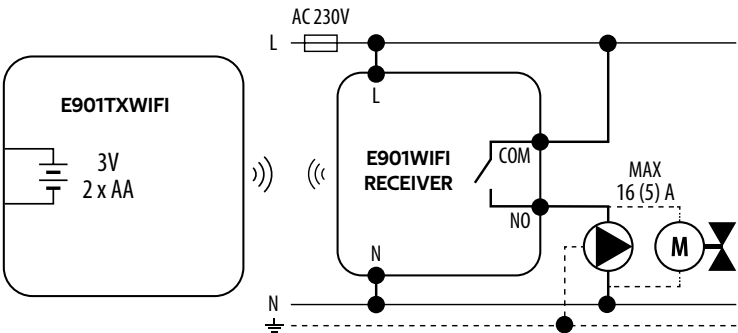 AC 230V
L
L
E901TXWIFI
3V
2 x AA
E901WIFI
RECEIVER
COM
NO
MAX
16 (5) A
M
N
N